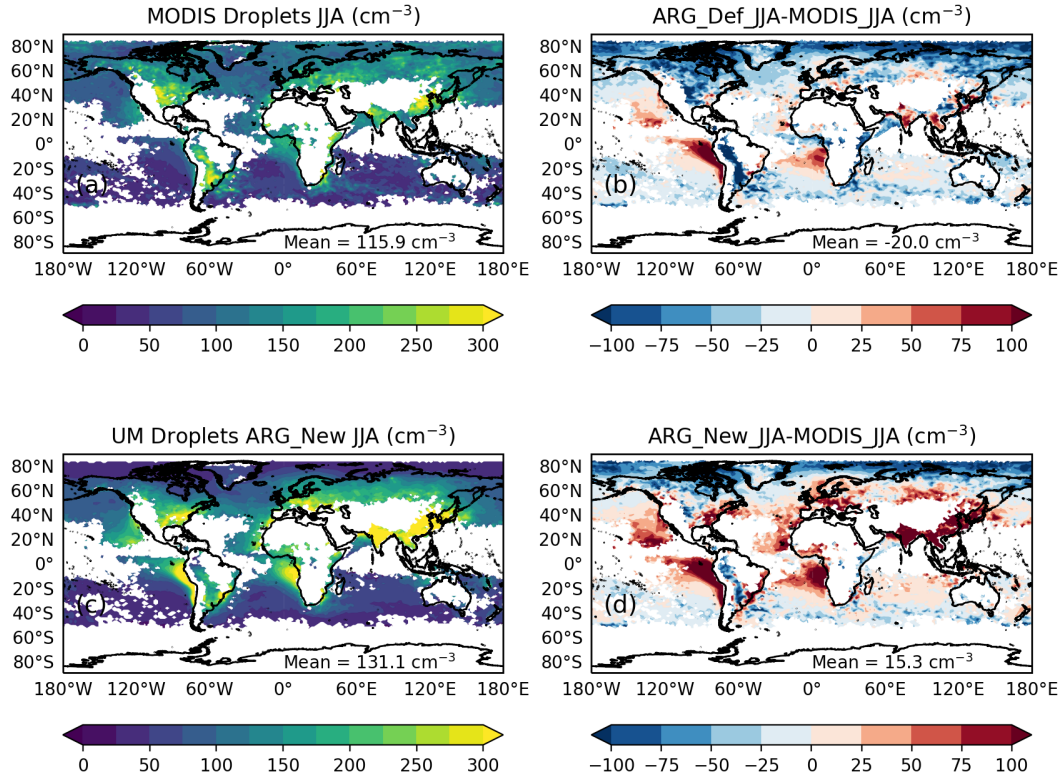 MODIS Droplets JJA (cm⁻³)
80°N
60°N
40°N
20°N
0°
20°S
40°S
60°S
80°S
(a)
Mean = 115.9 cm⁻³
180°W 120°W 60°W 0° 60°E 120°E 180°E
0 50 100 150 200 250 300
ARG_Def_JJA-MODIS_JJA (cm⁻³)
80°N
60°N
40°N
20°N
0°
20°S
40°S
60°S
80°S
(b)
Mean = -20.0 cm⁻³
180°W 120°W 60°W 0° 60°E 120°E 180°E
−100 −75 −50 −25 0 25 50 75 100
UM Droplets ARG_New JJA (cm⁻³)
80°N
60°N
40°N
20°N
0°
20°S
40°S
60°S
80°S
(c)
Mean = 131.1 cm⁻³
180°W 120°W 60°W 0° 60°E 120°E 180°E
0 50 100 150 200 250 300
ARG_New_JJA-MODIS_JJA (cm⁻³)
80°N
60°N
40°N
20°N
0°
20°S
40°S
60°S
80°S
(d)
Mean = 15.3 cm⁻³
180°W 120°W 60°W 0° 60°E 120°E 180°E
−100 −75 −50 −25 0 25 50 75 100